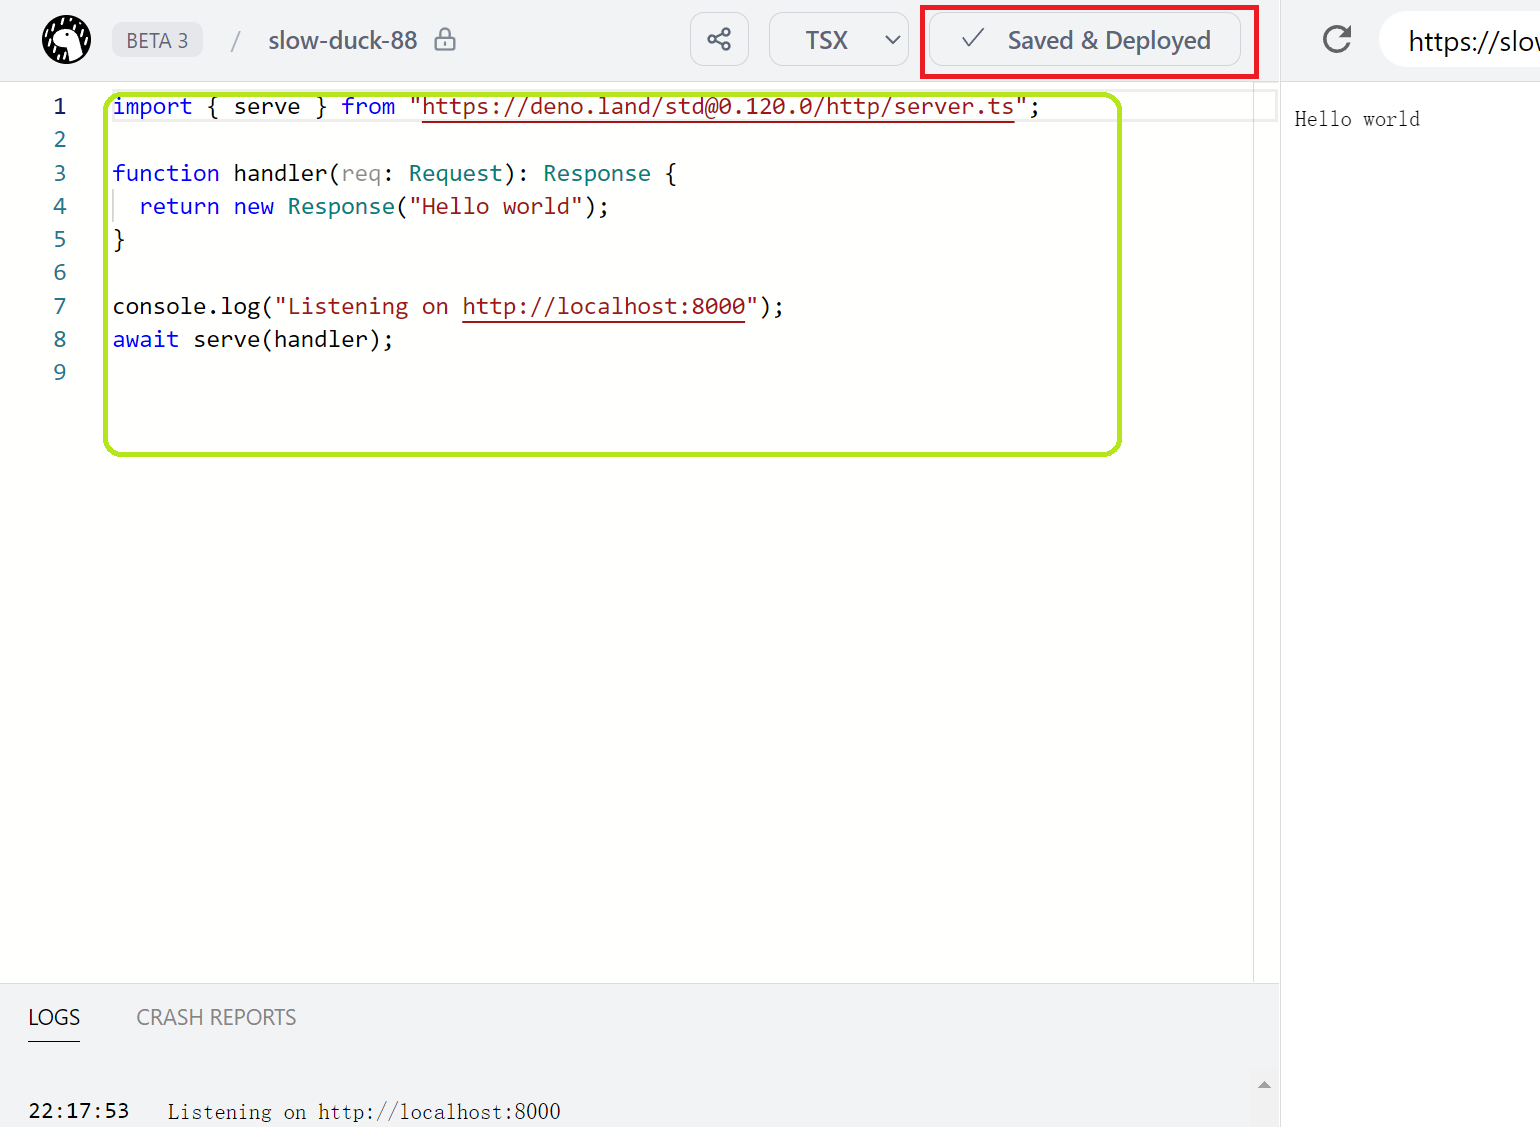 BETA 3 / slow-duck-88 TSX Saved & Deployed https://slow
1 import { serve } from "https://deno.land/std@0.120.0/http/server.ts";
2
3 function handler(req: Request): Response {
4 return new Response("Hello world");
5 }
6
7 console.log("Listening on http://localhost:8000");
8 await serve(handler);
9
Hello world
LOGS CRASH REPORTS
22:17:53 Listening on http://localhost:8000